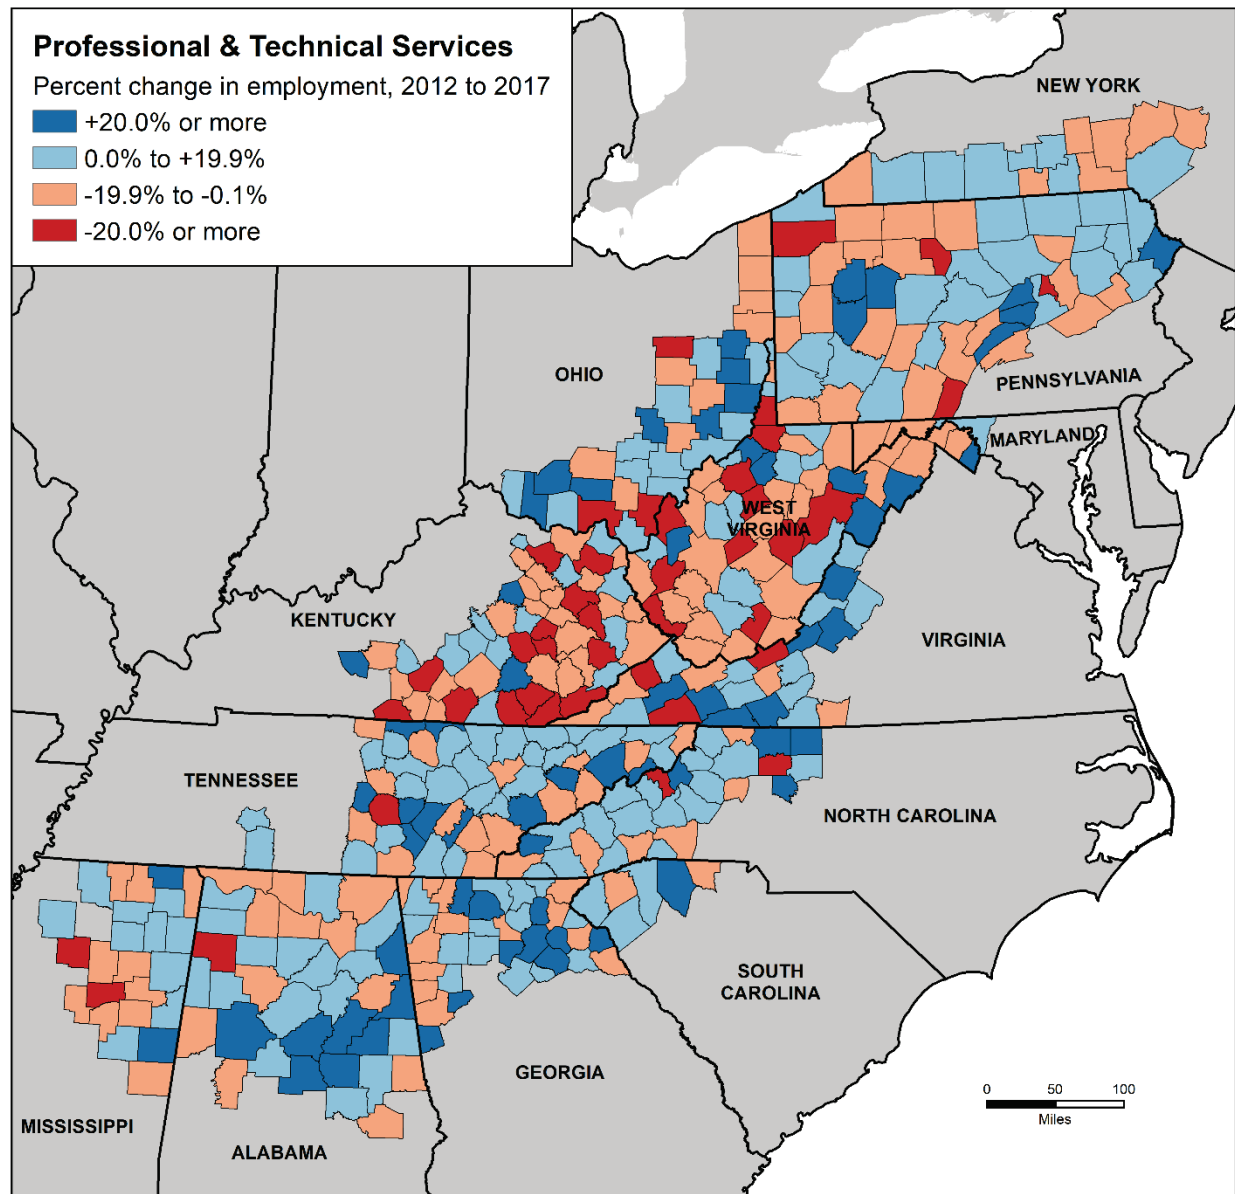 Professional & Technical Services
Percent change in employment, 2012 to 2017
+20.0% or more
0.0% to +19.9%
-19.9% to -0.1%
-20.0% or more
NEW YORK
OHIO
PENNSYLVANIA
MARYLAND
WEST
VIRGINIA
KENTUCKY
VIRGINIA
TENNESSEE
NORTH CAROLINA
SOUTH
CAROLINA
GEORGIA
MISSISSIPPI
ALABAMA
0 50 100
Miles